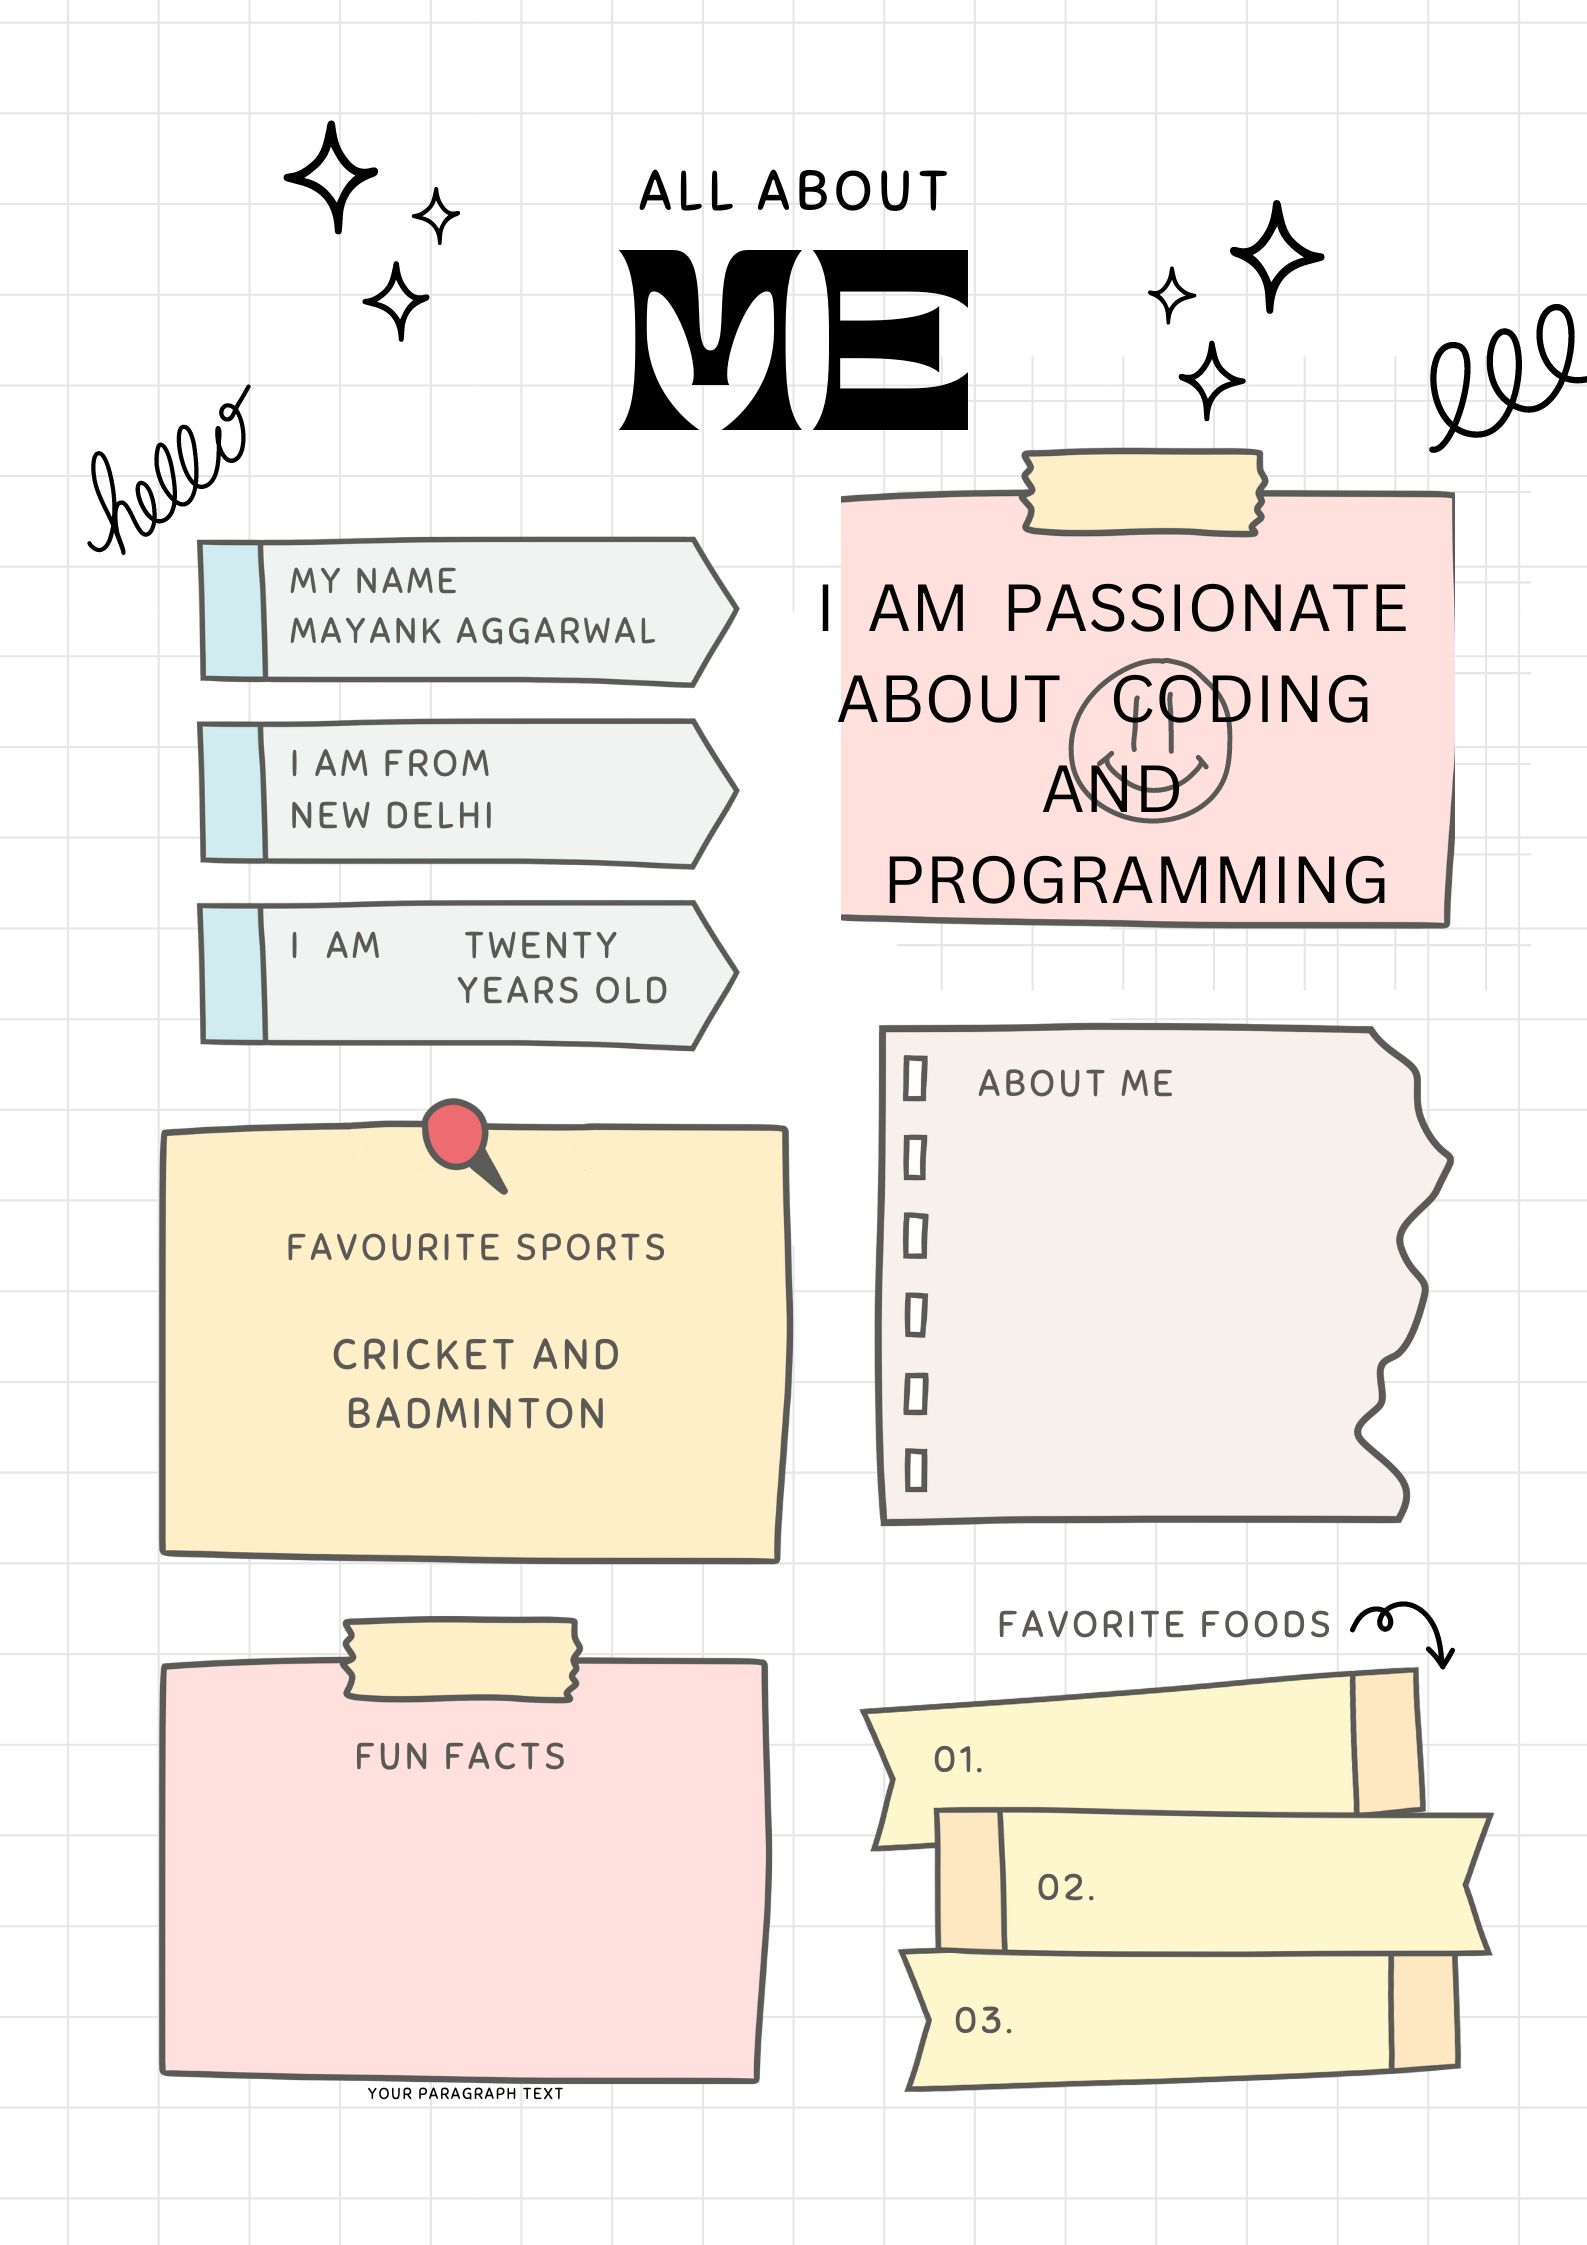 ALL ABOUT
ME
hello
MY NAME
MAYANK AGGARWAL
I AM FROM
NEW DELHI
I AM TWENTY
YEARS OLD
I AM PASSIONATE
ABOUT CODING
AND
PROGRAMMING
FAVOURITE SPORTS
CRICKET AND
BADMINTON
ABOUT ME
FUN FACTS
YOUR PARAGRAPH TEXT
FAVORITE FOODS
01.
02.
03.